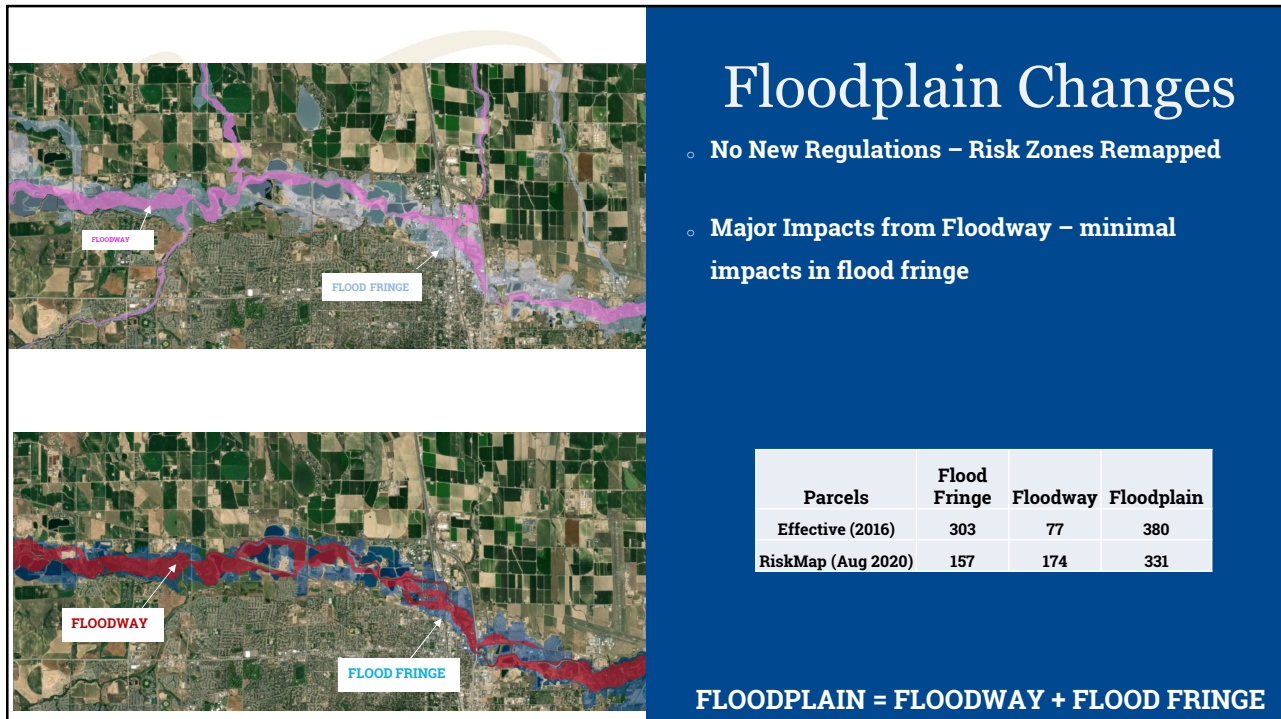 FLOODWAY
FLOOD FRINGE
FLOODWAY
FLOOD FRINGE
Floodplain Changes
○ No New Regulations – Risk Zones Remapped
○ Major Impacts from Floodway – minimal
impacts in flood fringe
Parcels Flood Fringe Floodway Floodplain
Effective (2016) 303 77 380
RiskMap (Aug 2020) 157 174 331
FLOODPLAIN = FLOODWAY + FLOOD FRINGE